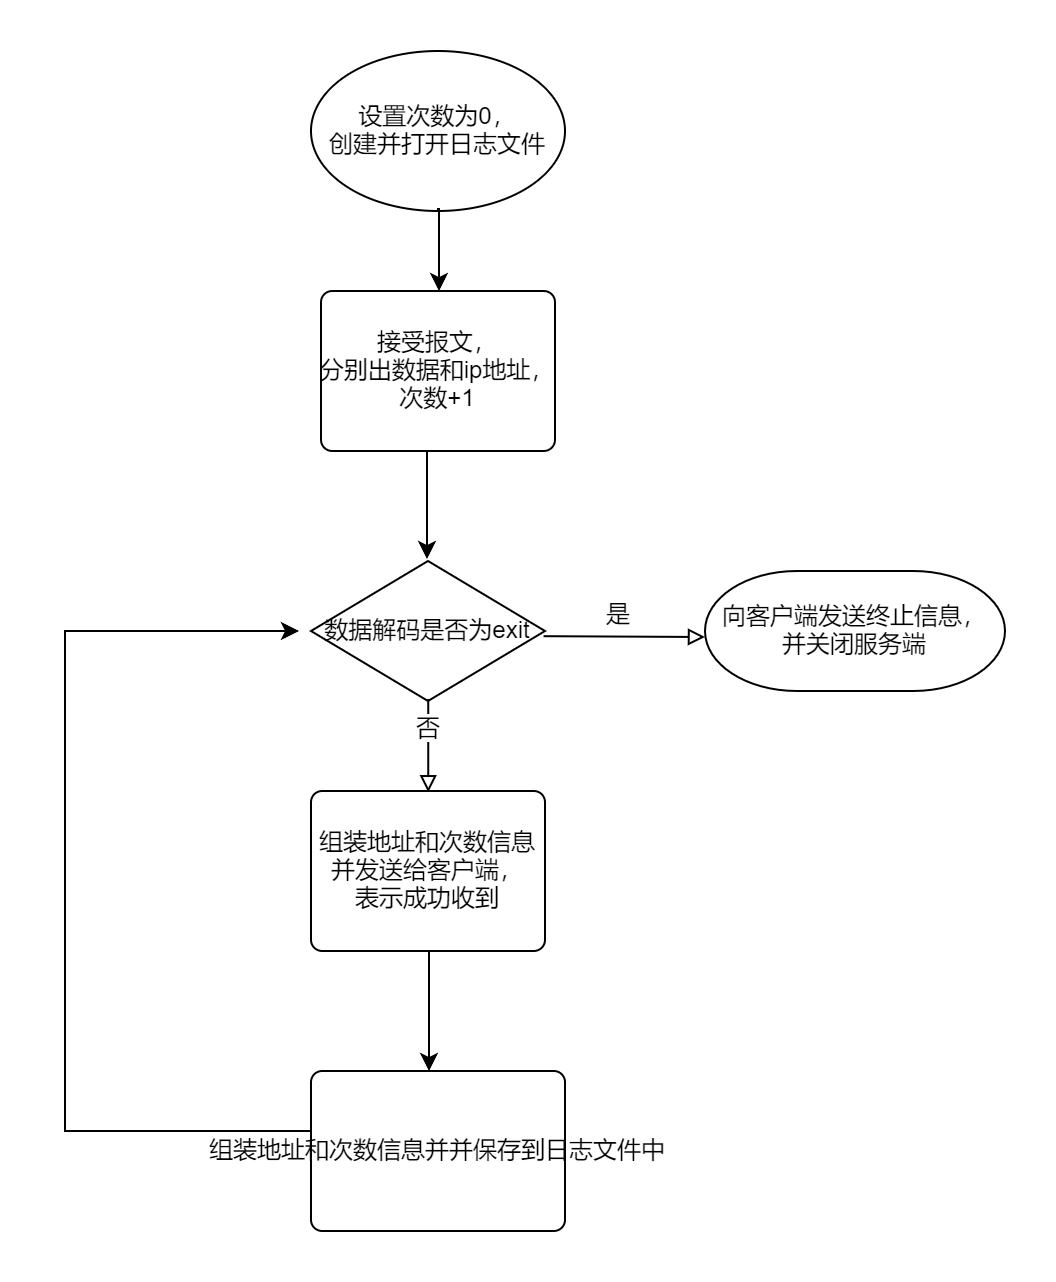 设置次数为0，
创建并打开日志文件
接受报文，
分别出数据和ip地址，
次数+1
数据解码是否为exit
是
向客户端发送终止信息，
并关闭服务端
否
组装地址和次数信息
并发送给客户端，
表示成功收到
组装地址和次数信息并并保存到日志文件中